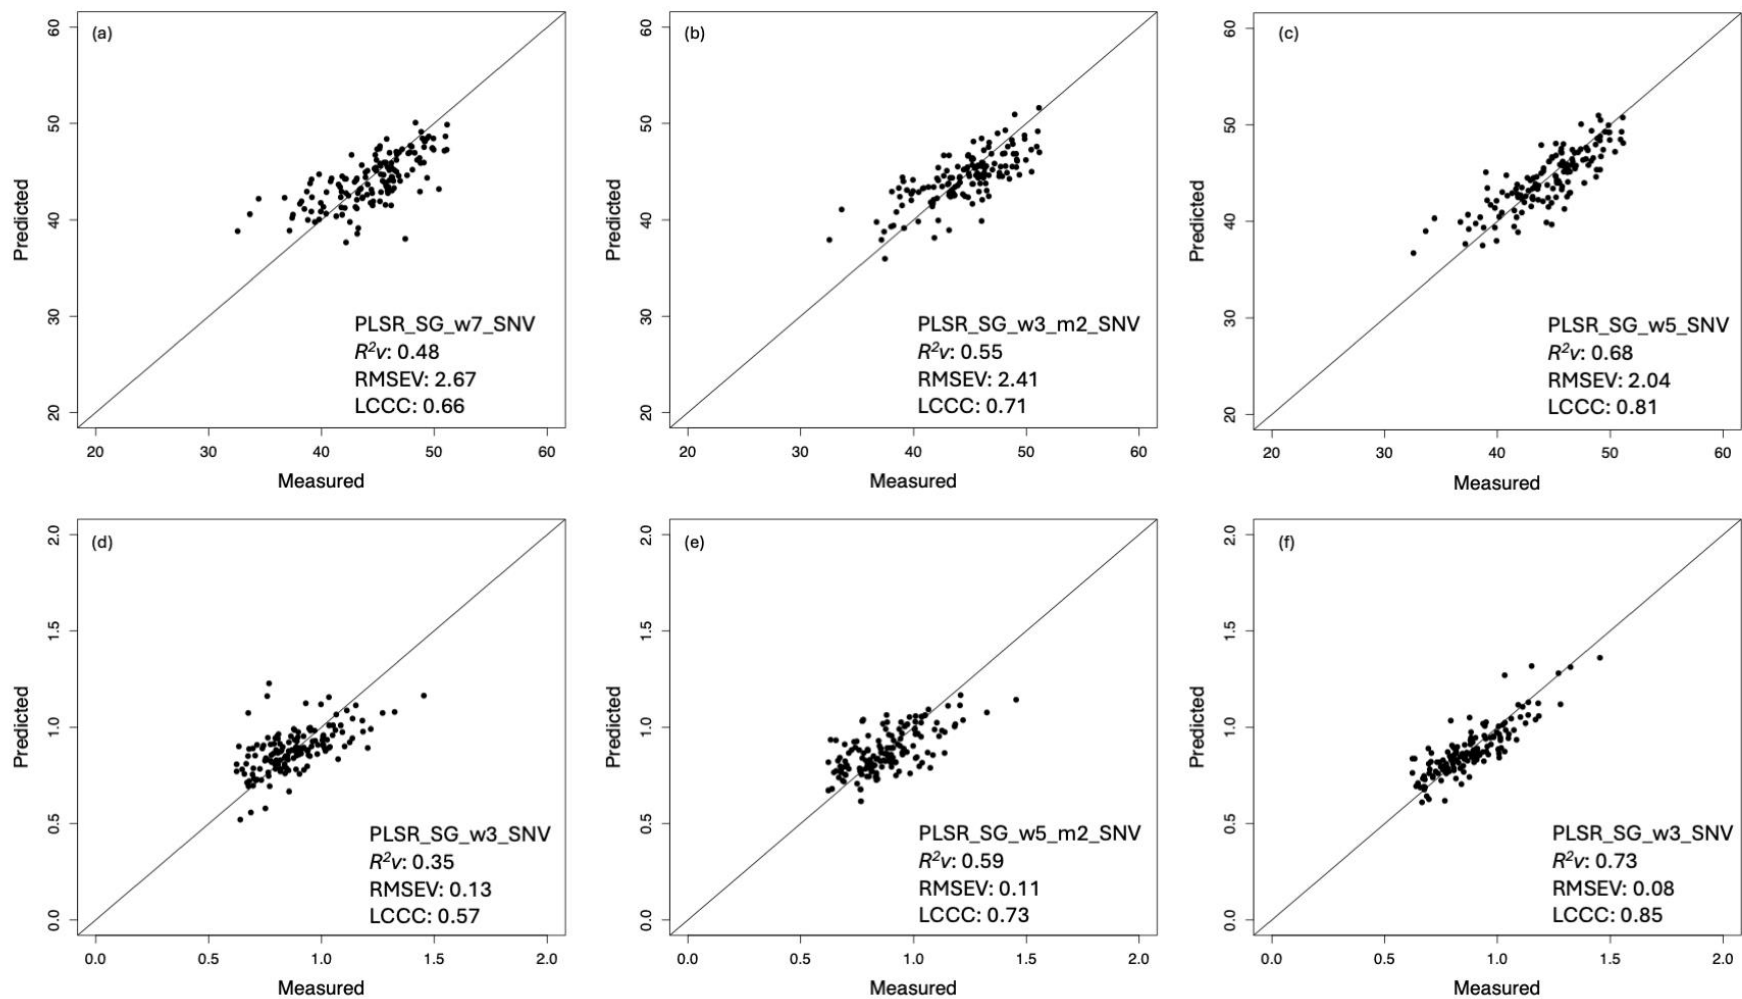 (a)
60
50
40
30
20
Predicted
PLSR_SG_w7_SNV
R²v: 0.48
RMSEV: 2.67
LCCC: 0.66
20 30 40 50 60
Measured
(b)
60
50
40
30
20
Predicted
PLSR_SG_w3_m2_SNV
R²v: 0.55
RMSEV: 2.41
LCCC: 0.71
20 30 40 50 60
Measured
(c)
60
50
40
30
20
Predicted
PLSR_SG_w5_SNV
R²v: 0.68
RMSEV: 2.04
LCCC: 0.81
20 30 40 50 60
Measured
(d)
2.0
1.5
1.0
0.5
0.0
Predicted
PLSR_SG_w3_SNV
R²v: 0.35
RMSEV: 0.13
LCCC: 0.57
0.0 0.5 1.0 1.5 2.0
Measured
(e)
2.0
1.5
1.0
0.5
0.0
Predicted
PLSR_SG_w5_m2_SNV
R²v: 0.59
RMSEV: 0.11
LCCC: 0.73
0.0 0.5 1.0 1.5 2.0
Measured
(f)
2.0
1.5
1.0
0.5
0.0
Predicted
PLSR_SG_w3_SNV
R²v: 0.73
RMSEV: 0.08
LCCC: 0.85
0.0 0.5 1.0 1.5 2.0
Measured